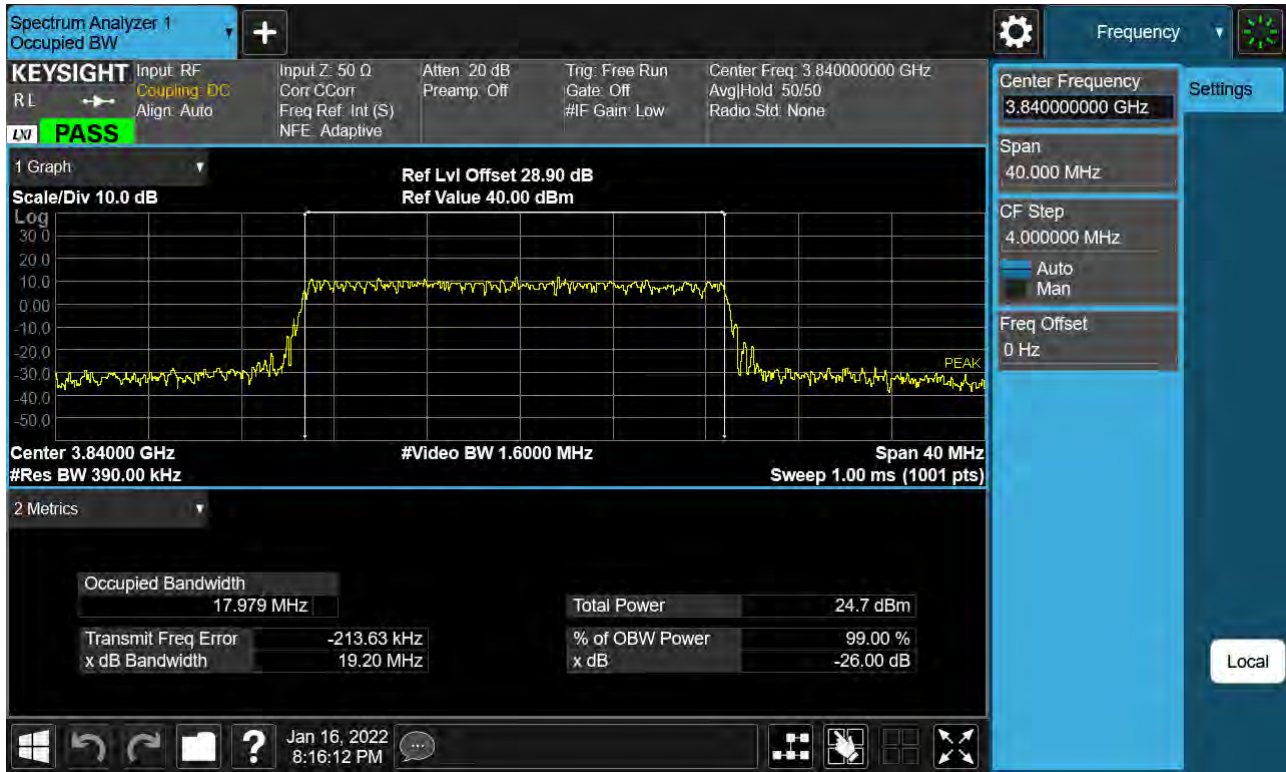 Spectrum Analyzer 1
Occupied BW
Frequency
KEYSIGHT
RL
LXI
PASS
Input: RF
Coupling: DC
Align: Auto
Input Z: 50 Ω
Corr CCorr
Freq Ref: Int (S)
NFE: Adaptive
Atten: 20 dB
Preamp: Off
Trig: Free Run
Gate: Off
#IF Gain: Low
Center Freq: 3.840000000 GHz
Avg|Hold: 50/50
Radio Std: None
Center Frequency
3.840000000 GHz
Settings
Span
40.000 MHz
CF Step
4.000000 MHz
Auto
Man
Freq Offset
0 Hz
1 Graph
Ref Lvl Offset 28.90 dB
Scale/Div 10.0 dB
Ref Value 40.00 dBm
Log
30.0
20.0
10.0
0.00
-10.0
-20.0
-30.0
-40.0
-50.0
PEAK
Center 3.84000 GHz
#Video BW 1.6000 MHz
Span 40 MHz
#Res BW 390.00 kHz
Sweep 1.00 ms (1001 pts)
2 Metrics
Occupied Bandwidth
17.979 MHz
Total Power
24.7 dBm
Transmit Freq Error
-213.63 kHz
% of OBW Power
99.00 %
x dB Bandwidth
19.20 MHz
x dB
-26.00 dB
Local
?
Jan 16, 2022
8:16:12 PM